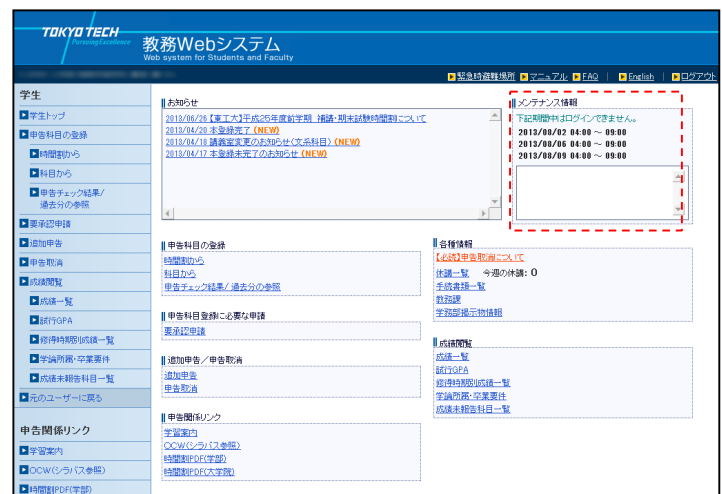 TOKYO TECH
Pursuing Excellence
教務Webシステム
Web system for Students and Faculty
緊急時避難場所 マニュアル FAQ | English | ログアウト
学生
学生トップ
申告科目の登録
時間割から
科目から
申告チェック結果/
過去分の参照
要承認申請
追加申告
申告取消
成績閲覧
成績一覧
試行GPA
修得時期別成績一覧
学論所属・卒業要件
成績未報告科目一覧
元のユーザーに戻る
申告関係リンク
学習案内
OCW(シラバス参照)
時間割PDF(学部)
お知らせ
2013/06/26 【東工大】平成25年度前学期 補講・期末試験時間割について
2013/04/20 本登録完了 (NEW)
2013/04/18 講義室変更のお知らせ(文系科目) (NEW)
2013/04/17 本登録未完了のお知らせ (NEW)
メンテナンス情報
下記期間中はログインできません。
2013/08/02 04:00 ～ 09:00
2013/08/06 04:00 ～ 09:00
2013/08/09 04:00 ～ 09:00
申告科目の登録
時間割から
科目から
申告チェック結果/ 過去分の参照
申告科目登録に必要な申請
要承認申請
追加申告／申告取消
追加申告
申告取消
申告関係リンク
学習案内
OCW(シラバス参照)
時間割PDF(学部)
時間割PDF(大学院)
各種情報
【必読】申告取消について
休講一覧 今週の休講: 0
手続書類一覧
教務課
学務部掲示物情報
成績閲覧
成績一覧
試行GPA
修得時期別成績一覧
学論所属・卒業要件
成績未報告科目一覧